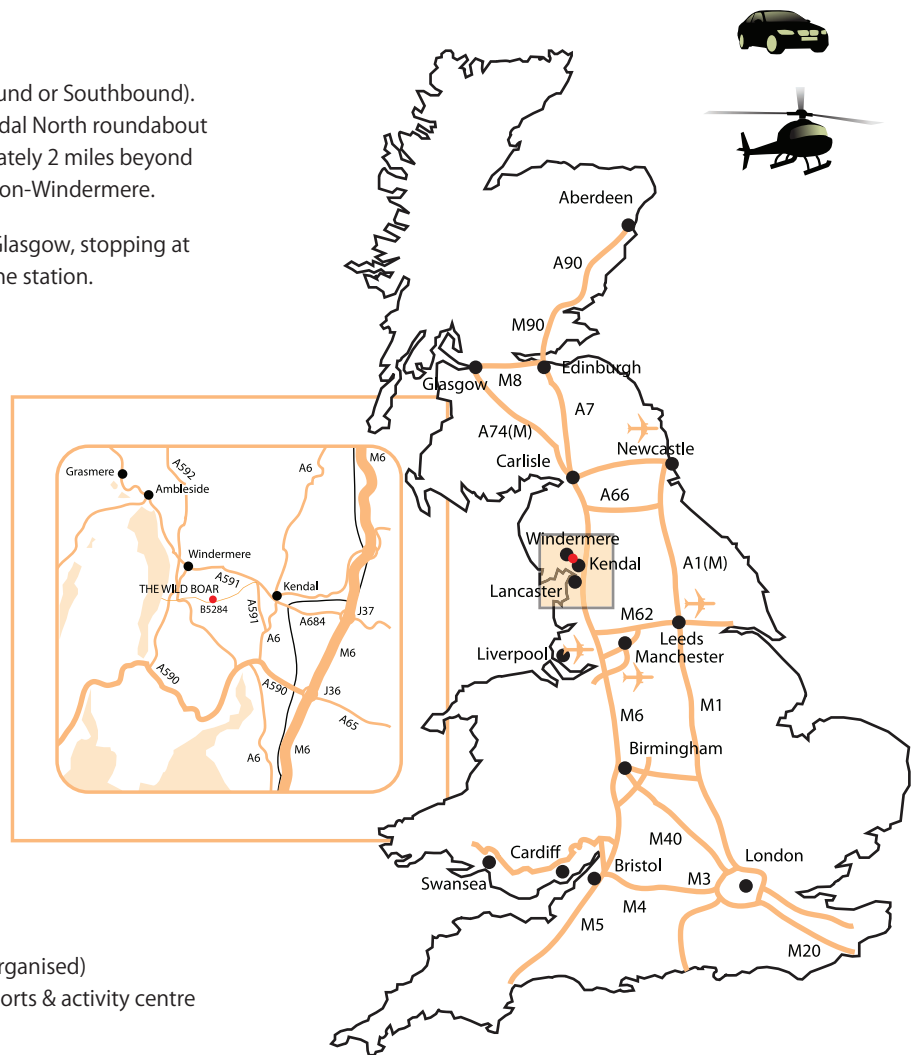 und or Southbound).
dal North roundabout
ately 2 miles beyond
on-Windermere.
Glasgow, stopping at
ne station.
Aberdeen
A90
M90
Glasgow
M8
Edinburgh
A7
A74(M)
Newcastle
Carlisle
A66
Windermere
Kendal
A1(M)
Lancaster
M62
Leeds
Liverpool
Manchester
M6
M1
Birmingham
M40
Cardiff
London
Swansea
Bristol
M3
M4
M5
M20
Grasmere
A592
A6
M6
Ambleside
Windermere
A591
THE WILD BOAR
Kendal
B5284
A591
A684
J37
A6
M6
A590
A590
J36
A65
A6
M6
rganised)
orts & activity centre